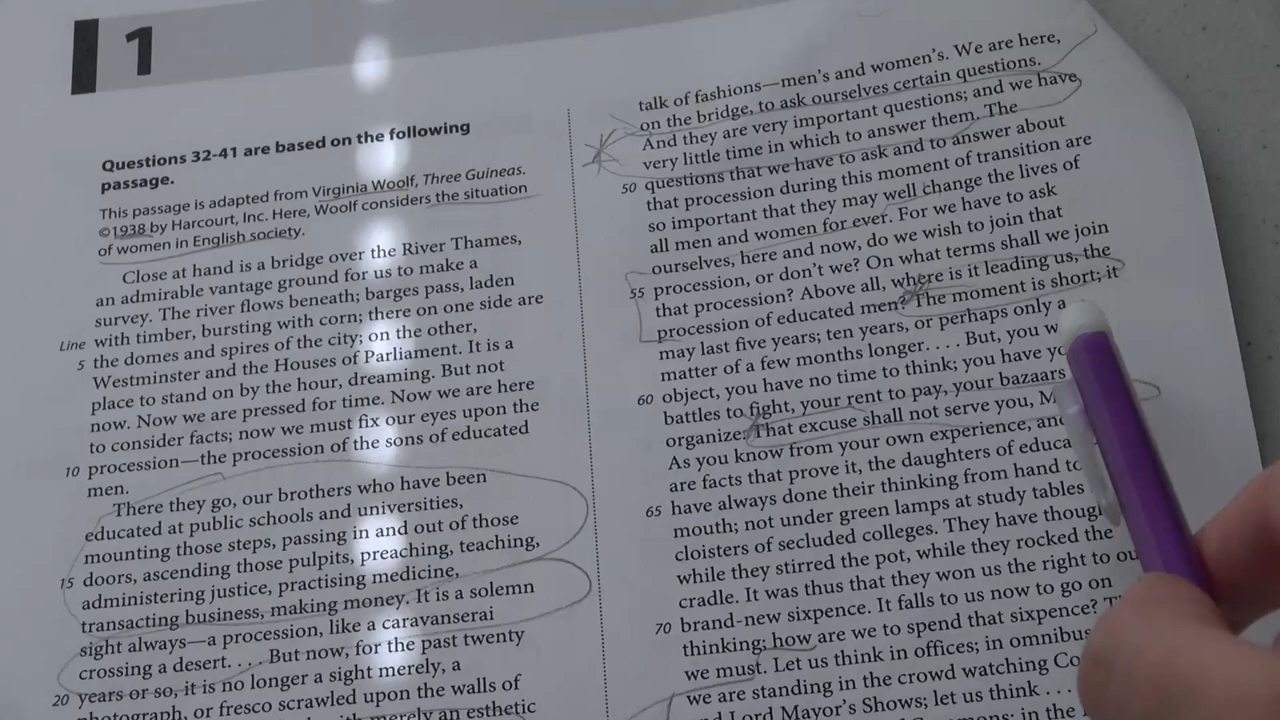 1
Questions 32-41 are based on the following
passage.
This passage is adapted from Virginia Woolf, Three Guineas.
©1938 by Harcourt, Inc. Here, Woolf considers the situation
of women in English society.
Close at hand is a bridge over the River Thames,
an admirable vantage ground for us to make a
survey. The river flows beneath; barges pass, laden
Line with timber, bursting with corn; there on one side are
5 the domes and spires of the city; on the other,
Westminster and the Houses of Parliament. It is a
place to stand on by the hour, dreaming. But not
now. Now we are pressed for time. Now we are here
to consider facts; now we must fix our eyes upon the
10 procession—the procession of the sons of educated
men.
There they go, our brothers who have been
educated at public schools and universities,
mounting those steps, passing in and out of those
15 doors, ascending those pulpits, preaching, teaching,
administering justice, practising medicine,
transacting business, making money. It is a solemn
sight always—a procession, like a caravanserai
crossing a desert. . . . But now, for the past twenty
20 years or so, it is no longer a sight merely, a
photograph, or fresco scrawled upon the walls of
merely an esthetic
talk of fashions—men's and women's. We are here,
on the bridge, to ask ourselves certain questions.
And they are very important questions; and we have
very little time in which to answer them. The
50 questions that we have to ask and to answer about
that procession during this moment of transition are
so important that they may well change the lives of
all men and women for ever. For we have to ask
ourselves, here and now, do we wish to join that
55 procession, or don't we? On what terms shall we join
that procession? Above all, where is it leading us, the
procession of educated men? The moment is short; it
may last five years; ten years, or perhaps only a
matter of a few months longer. . . . But, you
60 object, you have no time to think; you have
battles to fight, your rent to pay, your bazaars
organize. That excuse shall not serve you,
As you know from your own experience, and
are facts that prove it, the daughters of
65 have always done their thinking from hand to
mouth; not under green lamps at study tables
cloisters of secluded colleges. They have
while they stirred the pot, while they rocked the
cradle. It was thus that they won us the right to
70 brand-new sixpence. It falls to us now to go on
thinking; how are we to spend that sixpence?
we must. Let us think in offices; in
we are standing in the crowd watching
and Lord Mayor's Shows; let us think . . .
in the